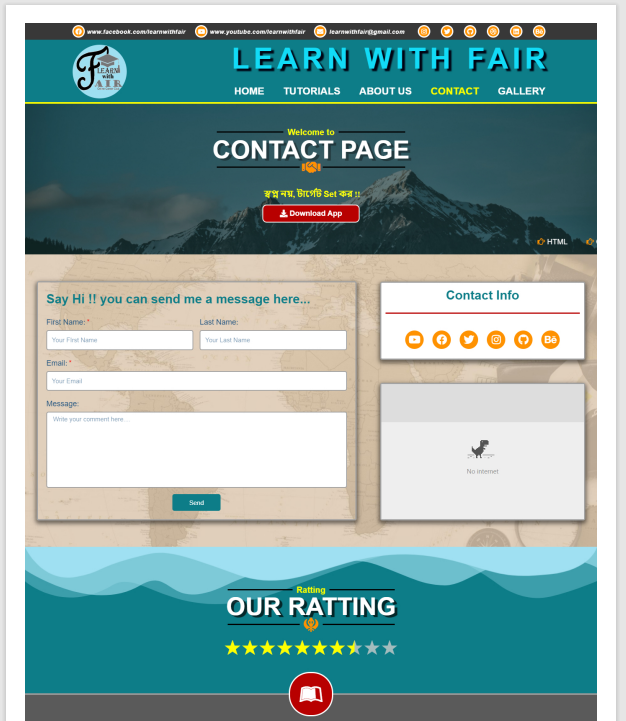 www.facebook.com/learnwithfair www.youtube.com/learnwithfair learnwithfair@gmail.com
LEARN
with
FAIR
LEARN WITH FAIR
HOME TUTORIALS ABOUT US CONTACT GALLERY
Welcome to
CONTACT PAGE
স্বপ্ন নয়, টার্গেট Set কর !!
Download App
HTML
Say Hi !! you can send me a message here...
First Name: * Last Name:
Your First Name Your Last Name
Email: *
Your Email
Message:
Write your comment here...
Send
Contact Info
No internet
Ratting
OUR RATTING